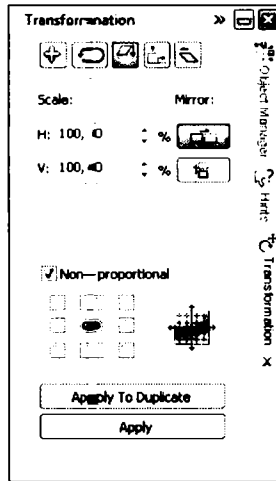 Transformation
Scale: Mirror:
H: 100, 0 %
V: 100, 0 %
Non-proportional
Apply To Duplicate
Apply
Object Manager
Hints
Transformation